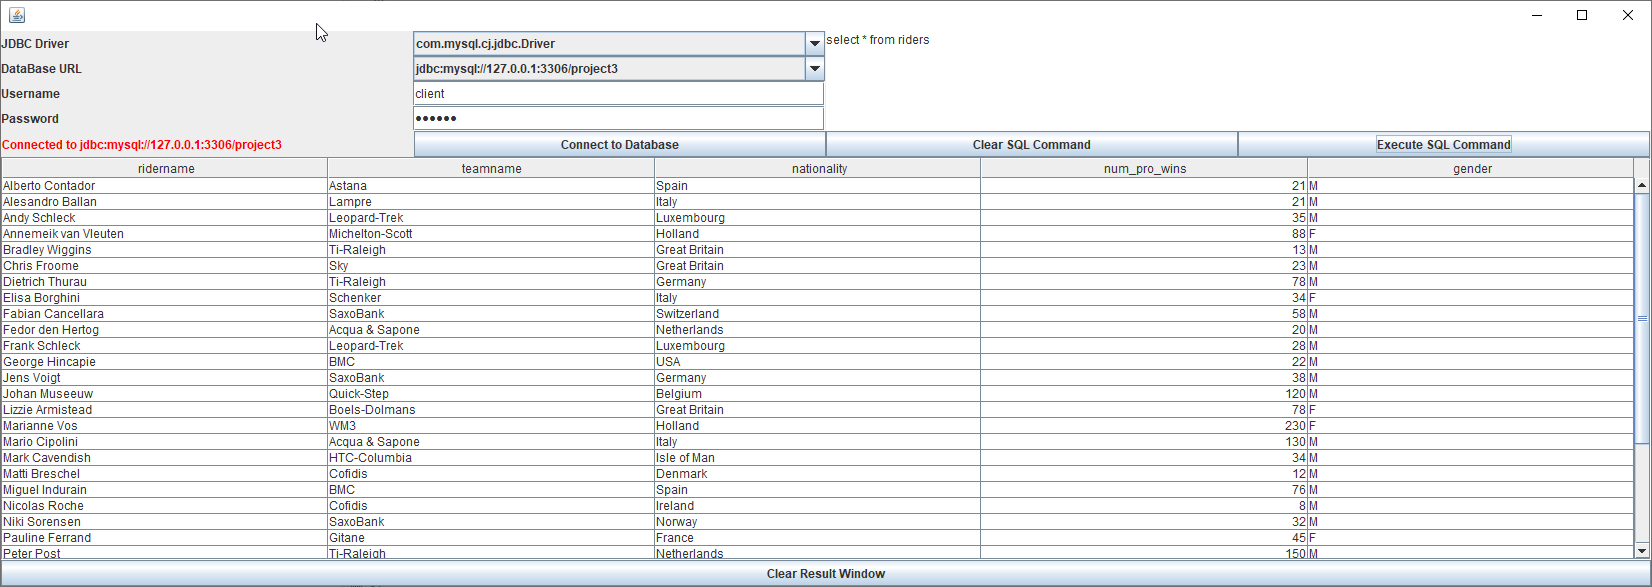 JDBC Driver com.mysql.cj.jdbc.Driver select * from riders
DataBase URL jdbc:mysql://127.0.0.1:3306/project3
Username client
Password ••••••
Connected to jdbc:mysql://127.0.0.1:3306/project3 Connect to Database Clear SQL Command Execute SQL Command
ridername teamname nationality num_pro_wins gender
Alberto Contador Astana Spain 21 M
Alesandro Ballan Lampre Italy 21 M
Andy Schleck Leopard-Trek Luxembourg 35 M
Annemeik van Vleuten Michelton-Scott Holland 88 F
Bradley Wiggins Ti-Raleigh Great Britain 13 M
Chris Froome Sky Great Britain 23 M
Dietrich Thurau Ti-Raleigh Germany 78 M
Elisa Borghini Schenker Italy 34 F
Fabian Cancellara SaxoBank Switzerland 58 M
Fedor den Hertog Acqua & Sapone Netherlands 20 M
Frank Schleck Leopard-Trek Luxembourg 28 M
George Hincapie BMC USA 22 M
Jens Voigt SaxoBank Germany 38 M
Johan Museeuw Quick-Step Belgium 120 M
Lizzie Armistead Boels-Dolmans Great Britain 78 F
Marianne Vos WM3 Holland 230 F
Mario Cipolini Acqua & Sapone Italy 130 M
Mark Cavendish HTC-Columbia Isle of Man 34 M
Matti Breschel Cofidis Denmark 12 M
Miguel Indurain BMC Spain 76 M
Nicolas Roche Cofidis Ireland 8 M
Niki Sorensen SaxoBank Norway 32 M
Pauline Ferrand Gitane France 45 F
Peter Post Ti-Raleigh Netherlands 150 M
Clear Result Window